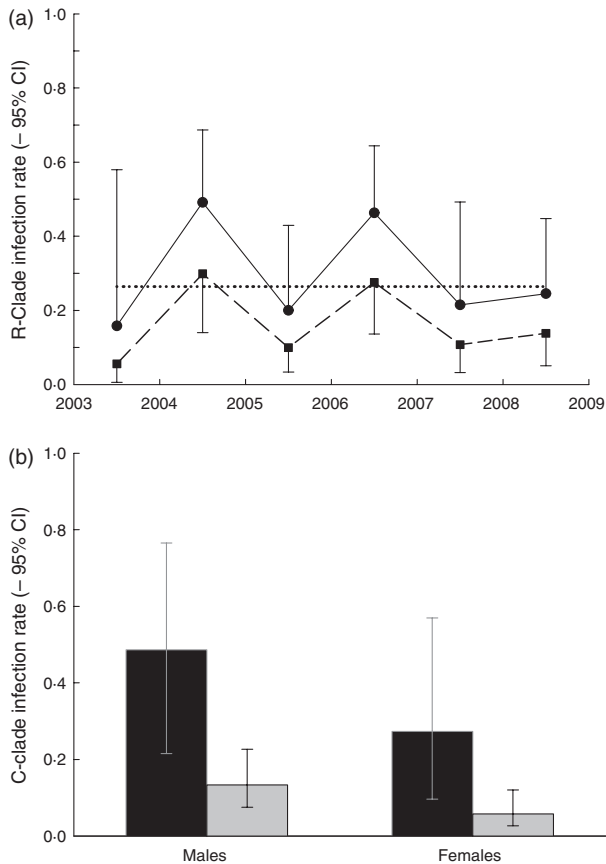 (a)
R-Clade infection rate (– 95% CI)
1·0
0·8
0·6
0·4
0·2
0·0
2003 2004 2005 2006 2007 2008 2009
(b)
C-clade infection rate (– 95% CI)
1·0
0·8
0·6
0·4
0·2
0·0
Males Females